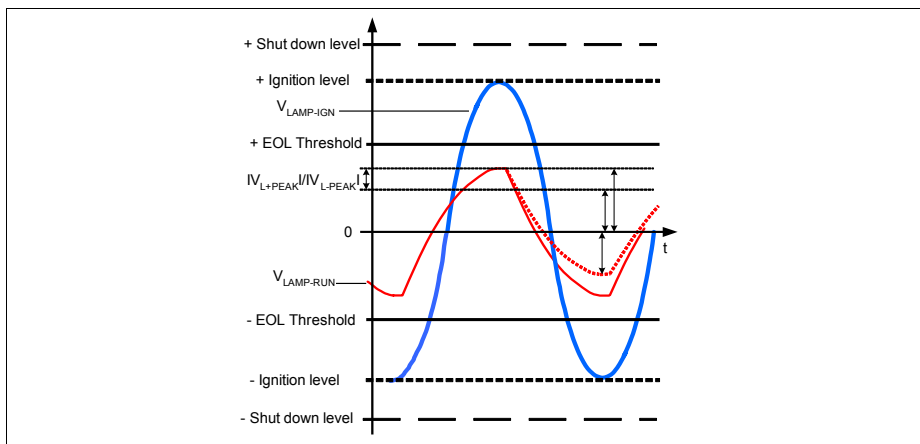 + Shut down level
+ Ignition level
VLAMP-IGN
+ EOL Threshold
IVL+PEAKI/IVL-PEAKI
0
t
VLAMP-RUN
- EOL Threshold
- Ignition level
- Shut down level